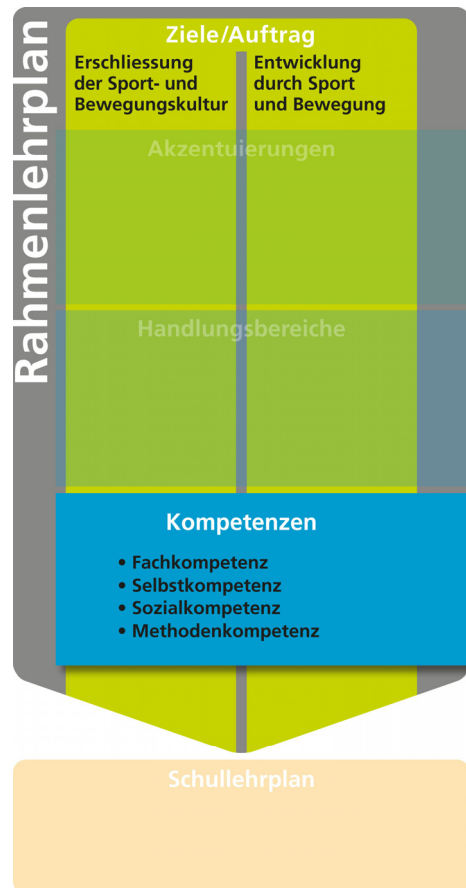 Rahmenlehrplan
Ziele/Auftrag
Erschliessung
der Sport- und
Bewegungskultur
Entwicklung
durch Sport
und Bewegung
Akzentuierungen
Handlungsbereiche
Kompetenzen
• Fachkompetenz
• Selbstkompetenz
• Sozialkompetenz
• Methodenkompetenz
Schullehrplan